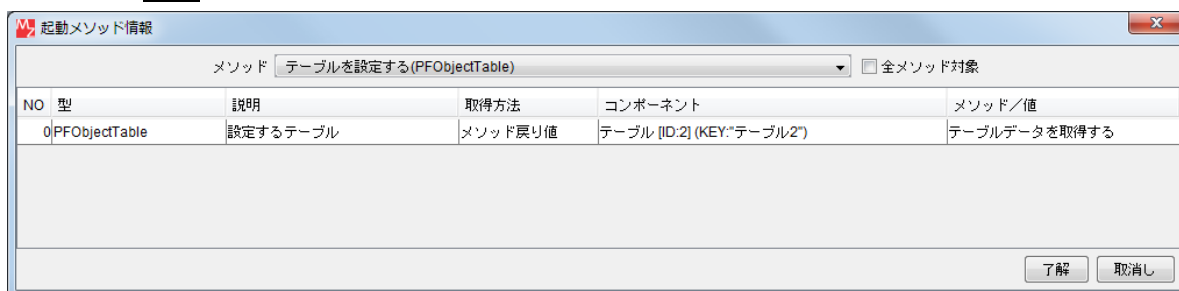 起動メソッド情報
メソッド テーブルを設定する(PFObjectTable) 全メソッド対象
NO 型 説明 取得方法 コンポーネント メソッド／値
0 PFObjectTable 設定するテーブル メソッド戻り値 テーブル [ID:2] (KEY:"テーブル2") テーブルデータを取得する
了解 取消し